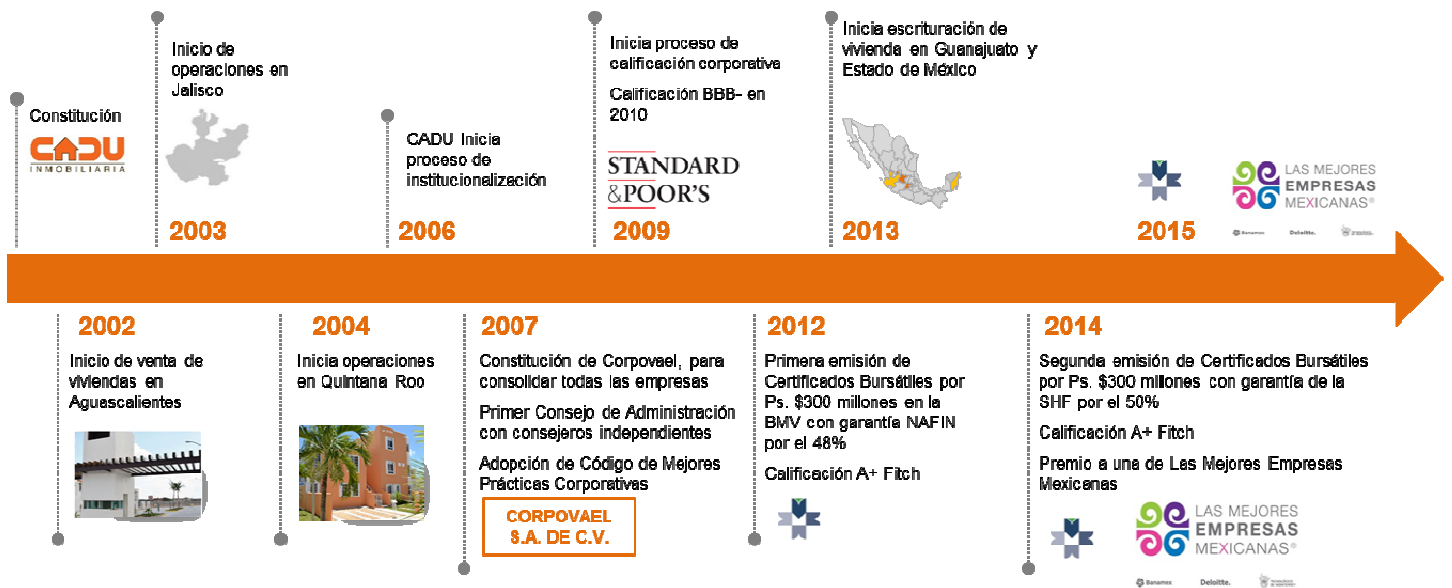 Constitución
CADU
INMOBILIARIA
Inicio de
operaciones en
Jalisco
2003
CADU Inicia
proceso de
institucionalización
2006
Inicia proceso de
calificación corporativa
Calificación BBB- en
2010
STANDARD
&POOR'S
2009
Inicia escrituración de
vivienda en Guanajuato y
Estado de México
2013
2015
LAS MEJORES
EMPRESAS
MEXICANAS®
Banamex
Deloitte.
2002
Inicio de venta de
viviendas en
Aguascalientes
2004
Inicia operaciones
en Quintana Roo
2007
Constitución de Corpovael, para
consolidar todas las empresas
Primer Consejo de Administración
con consejeros independientes
Adopción de Código de Mejores
Prácticas Corporativas
CORPOVAEL
S.A. DE C.V.
2012
Primera emisión de
Certificados Bursátiles por
Ps. $300 millones en la
BMV con garantía NAFIN
por el 48%
Calificación A+ Fitch
2014
Segunda emisión de Certificados Bursátiles
por Ps. $300 millones con garantía de la
SHF por el 50%
Calificación A+ Fitch
Premio a una de Las Mejores Empresas
Mexicanas
LAS MEJORES
EMPRESAS
MEXICANAS®
Banamex
Deloitte.